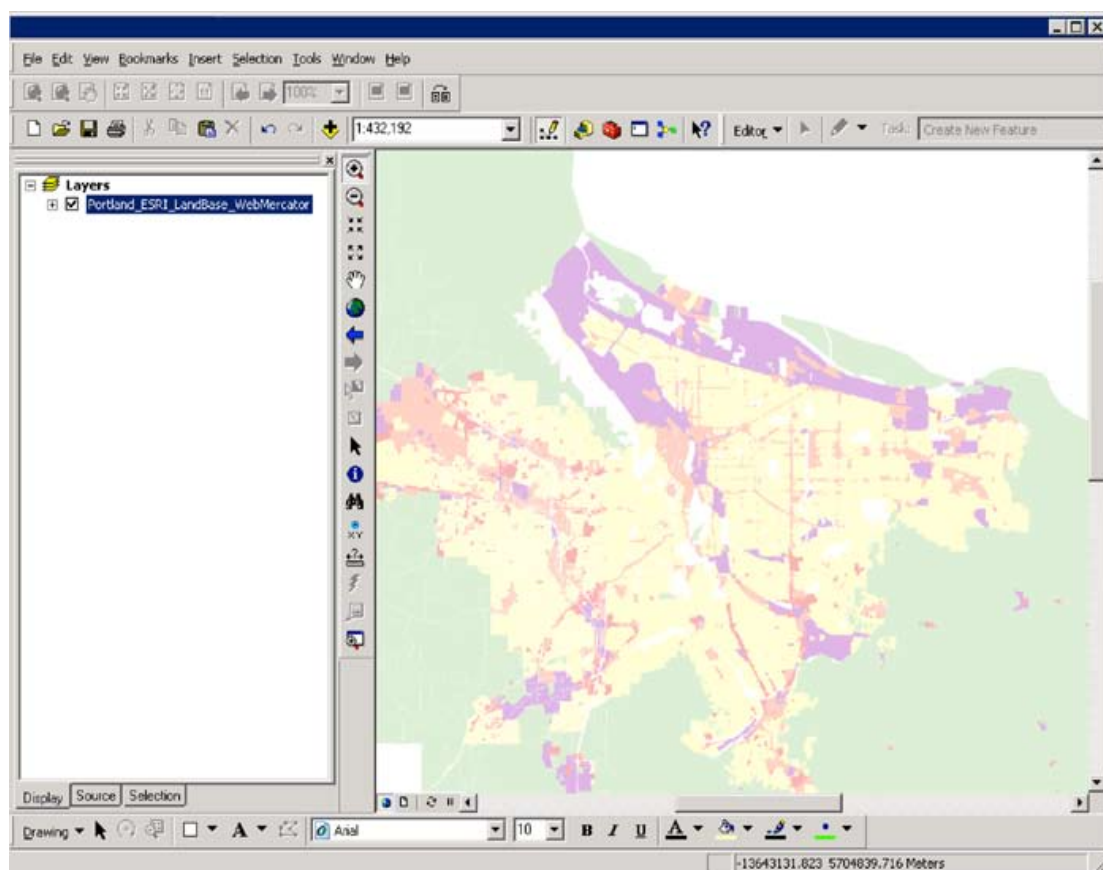 File Edit View Bookmarks Insert Selection Tools Window Help
100%
1:432,192 Editor Task: Create New Feature
Layers
Portland_ESRI_LandBase_WebMercator
XY
Display Source Selection
Drawing A Arial 10 B I U A
-13643131.823 5704839.716 Meters